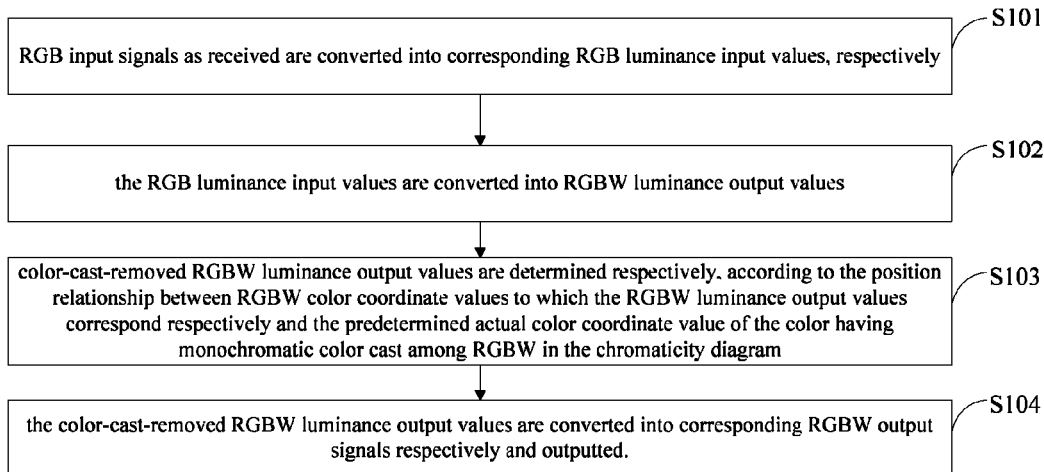 S101
RGB input signals as received are converted into corresponding RGB luminance input values, respectively
S102
the RGB luminance input values are converted into RGBW luminance output values
S103
color-cast-removed RGBW luminance output values are determined respectively, according to the position
relationship between RGBW color coordinate values to which the RGBW luminance output values
correspond respectively and the predetermined actual color coordinate value of the color having
monochromatic color cast among RGBW in the chromaticity diagram
S104
the color-cast-removed RGBW luminance output values are converted into corresponding RGBW output
signals respectively and outputted.